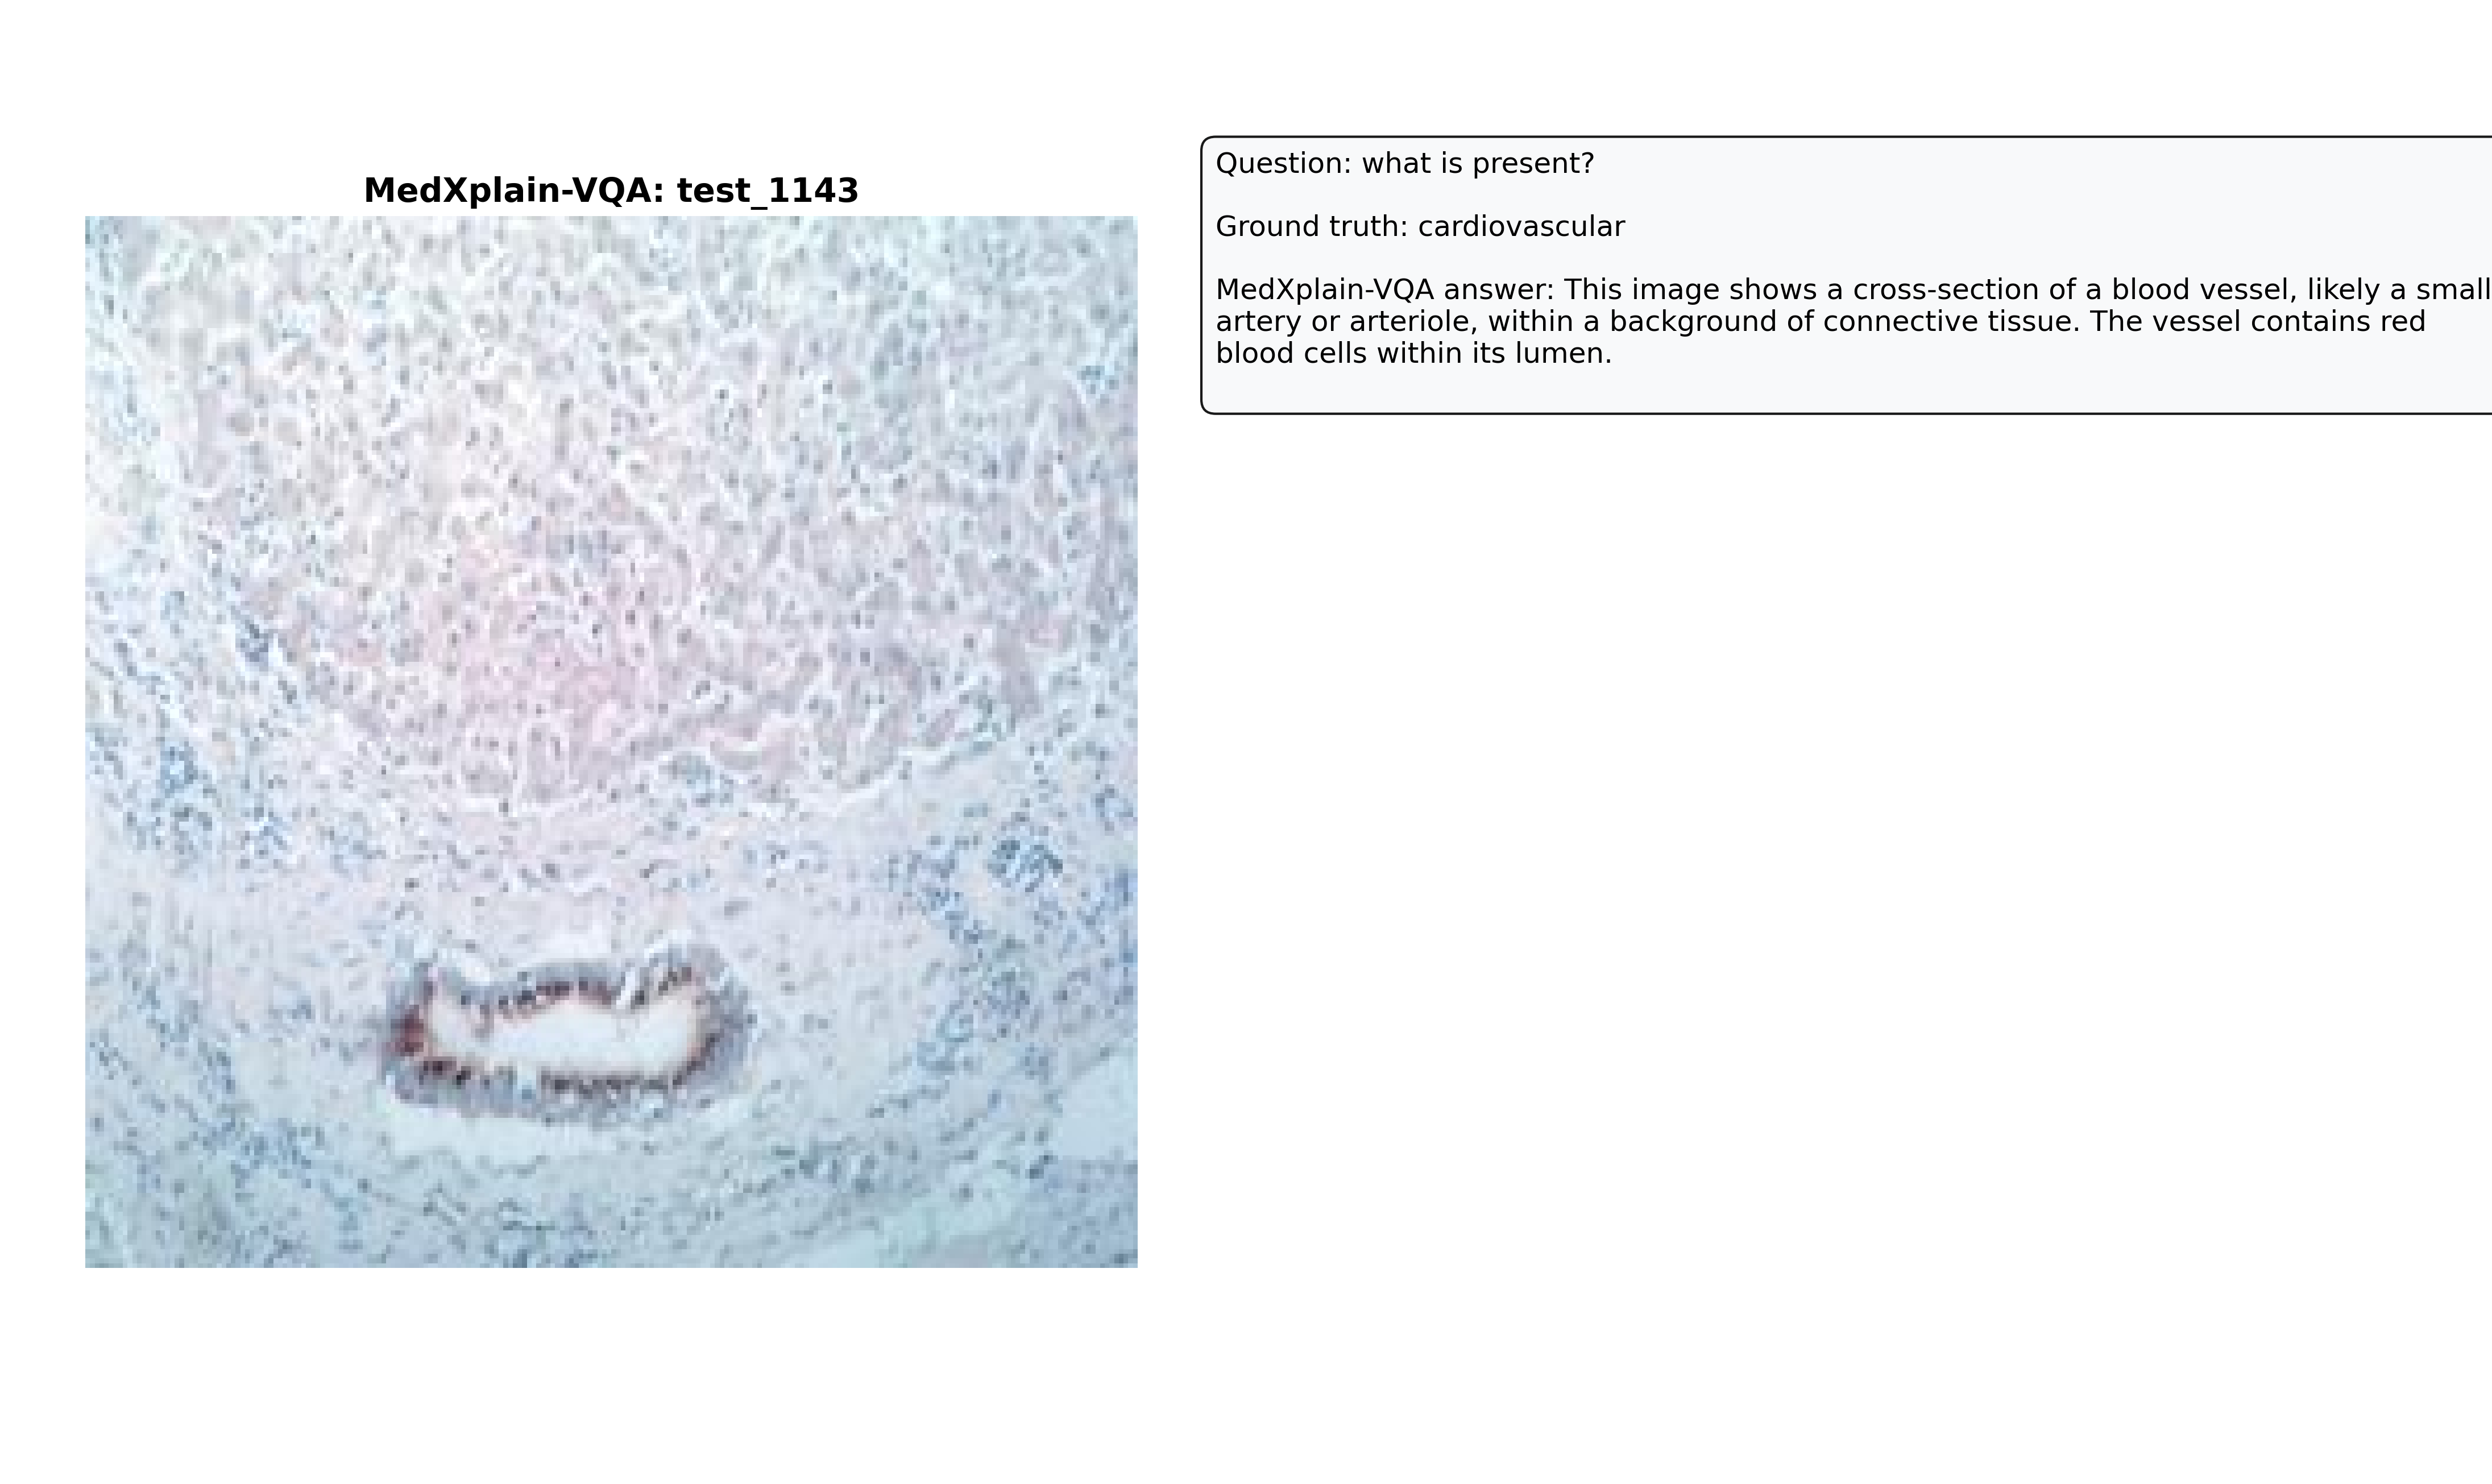 MedXplain-VQA: test_1143
Question: what is present?
Ground truth: cardiovascular
MedXplain-VQA answer: This image shows a cross-section of a blood vessel, likely a small
artery or arteriole, within a background of connective tissue. The vessel contains red
blood cells within its lumen.